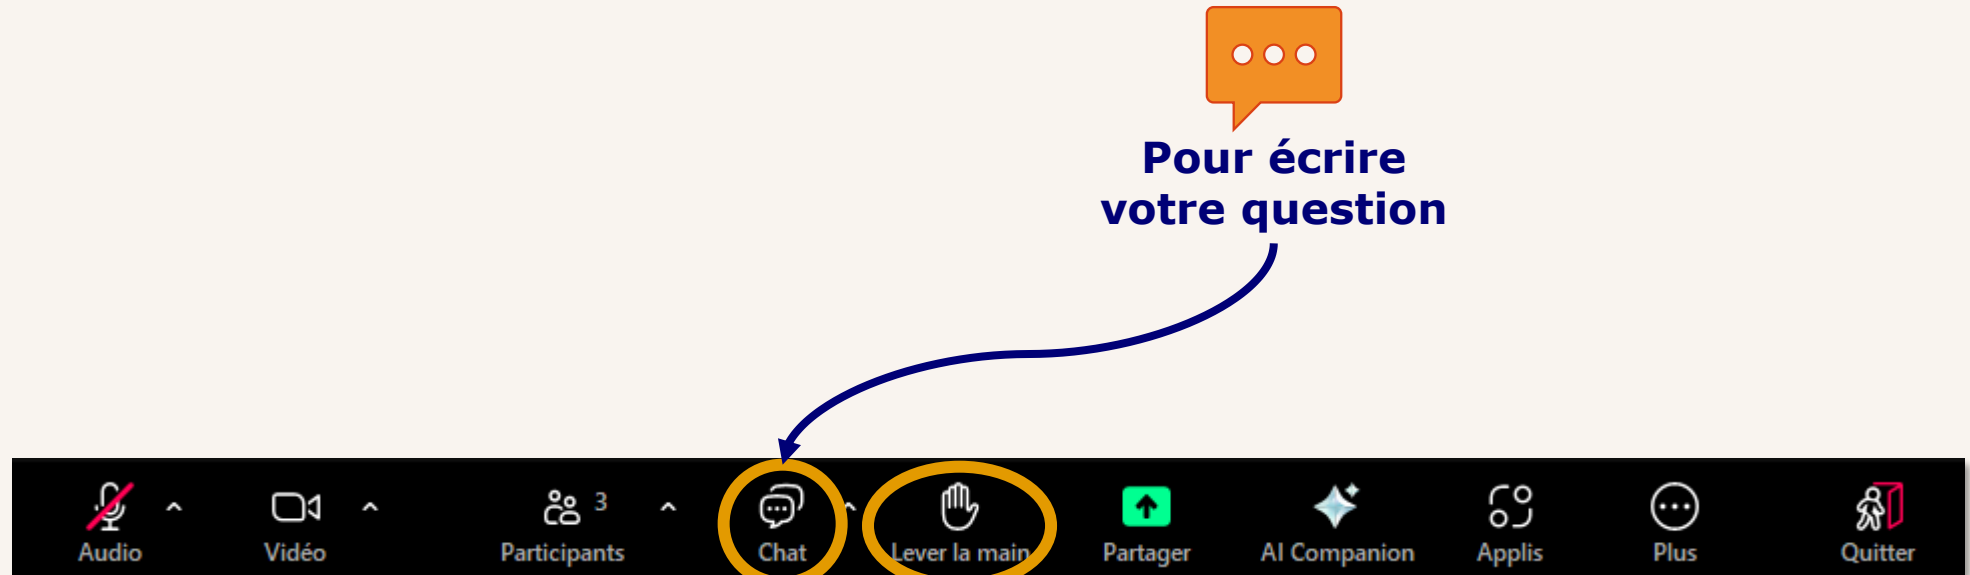 Pour écrire
votre question
3
Audio
Vidéo
Participants
Chat
Lever la main
Partager
AI Companion
Applis
Plus
Quitter